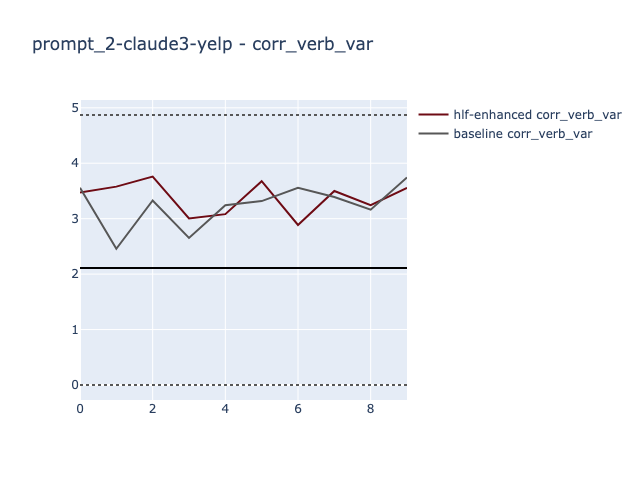 prompt_2-claude3-yelp - corr_verb_var
hlf-enhanced corr_verb_var
baseline corr_verb_var
5
4
3
2
1
0
0 2 4 6 8